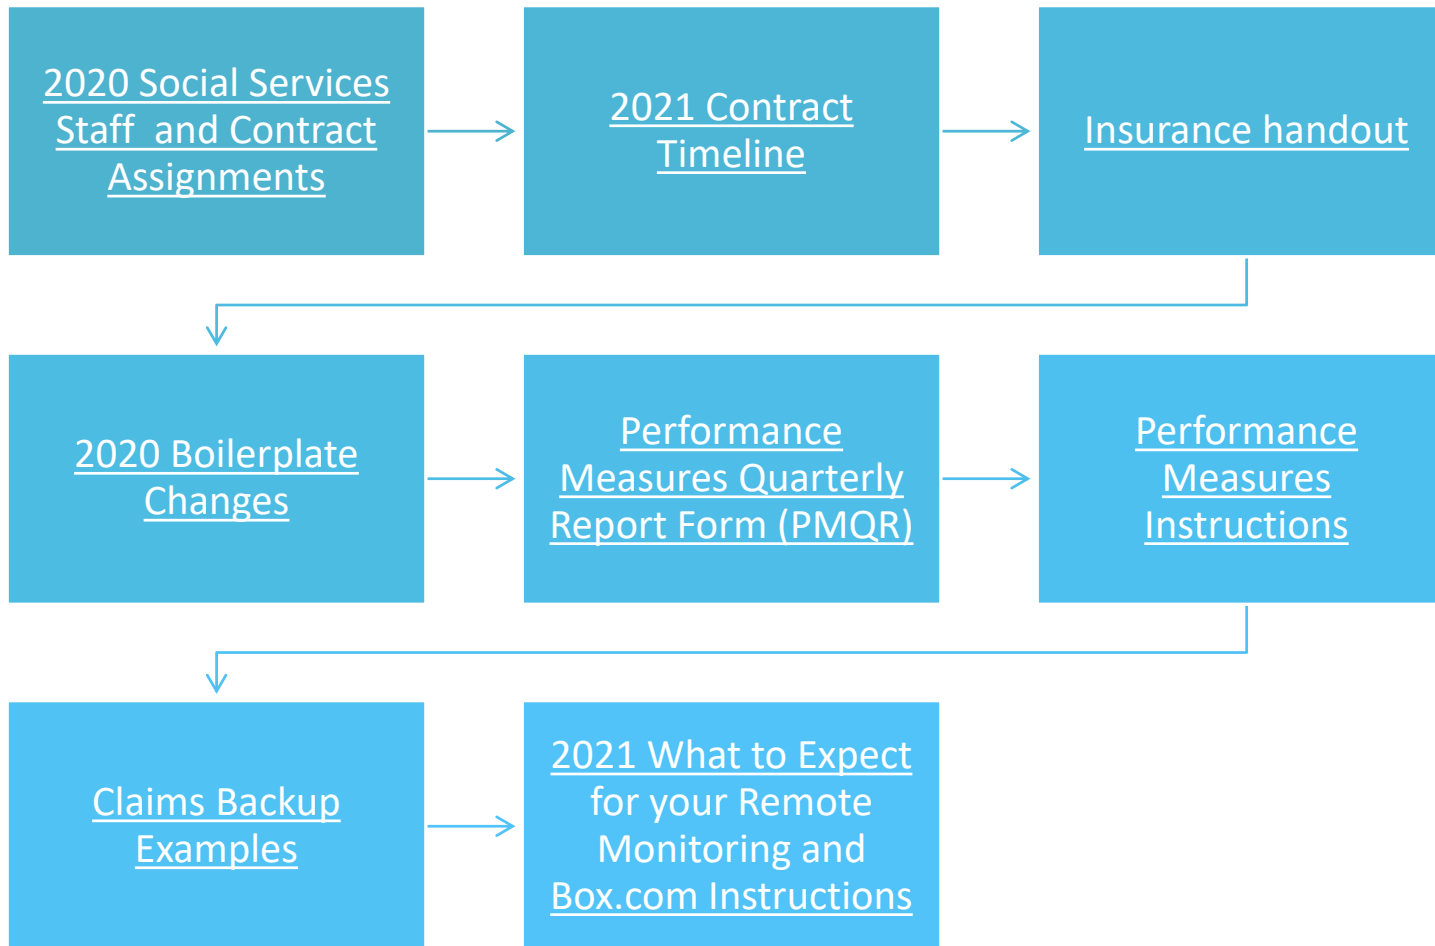 2020 Social Services
Staff  and Contract
Assignments
2021 Contract
Timeline
Insurance handout
2020 Boilerplate
Changes
Performance
Measures Quarterly
Report Form (PMQR)
Performance
Measures
Instructions
Claims Backup
Examples
2021 What to Expect
for your Remote
Monitoring and
Box.com Instructions